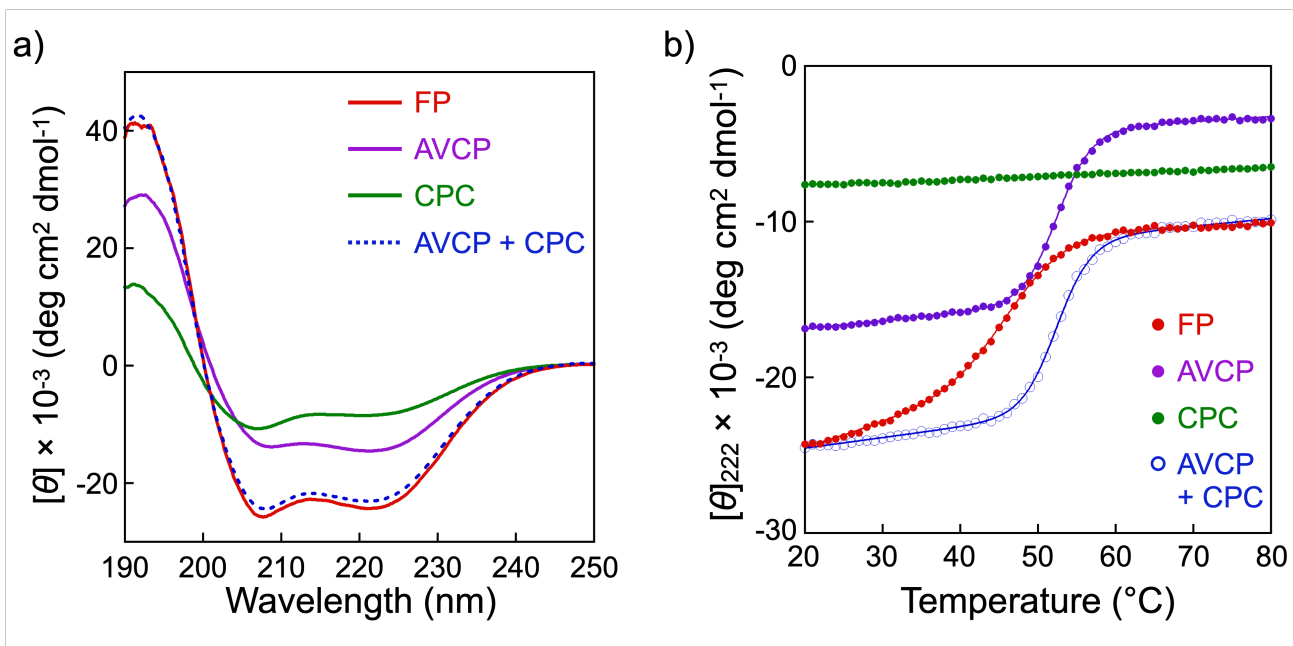 a)
[θ] × 10-3 (deg cm2 dmol-1)
40
20
0
-20
190 200 210 220 230 240 250
Wavelength (nm)
FP
AVCP
CPC
AVCP + CPC
b)
[θ]222 × 10-3 (deg cm2 dmol-1)
0
-10
-20
-30
20 30 40 50 60 70 80
Temperature (°C)
FP
AVCP
CPC
AVCP
+ CPC